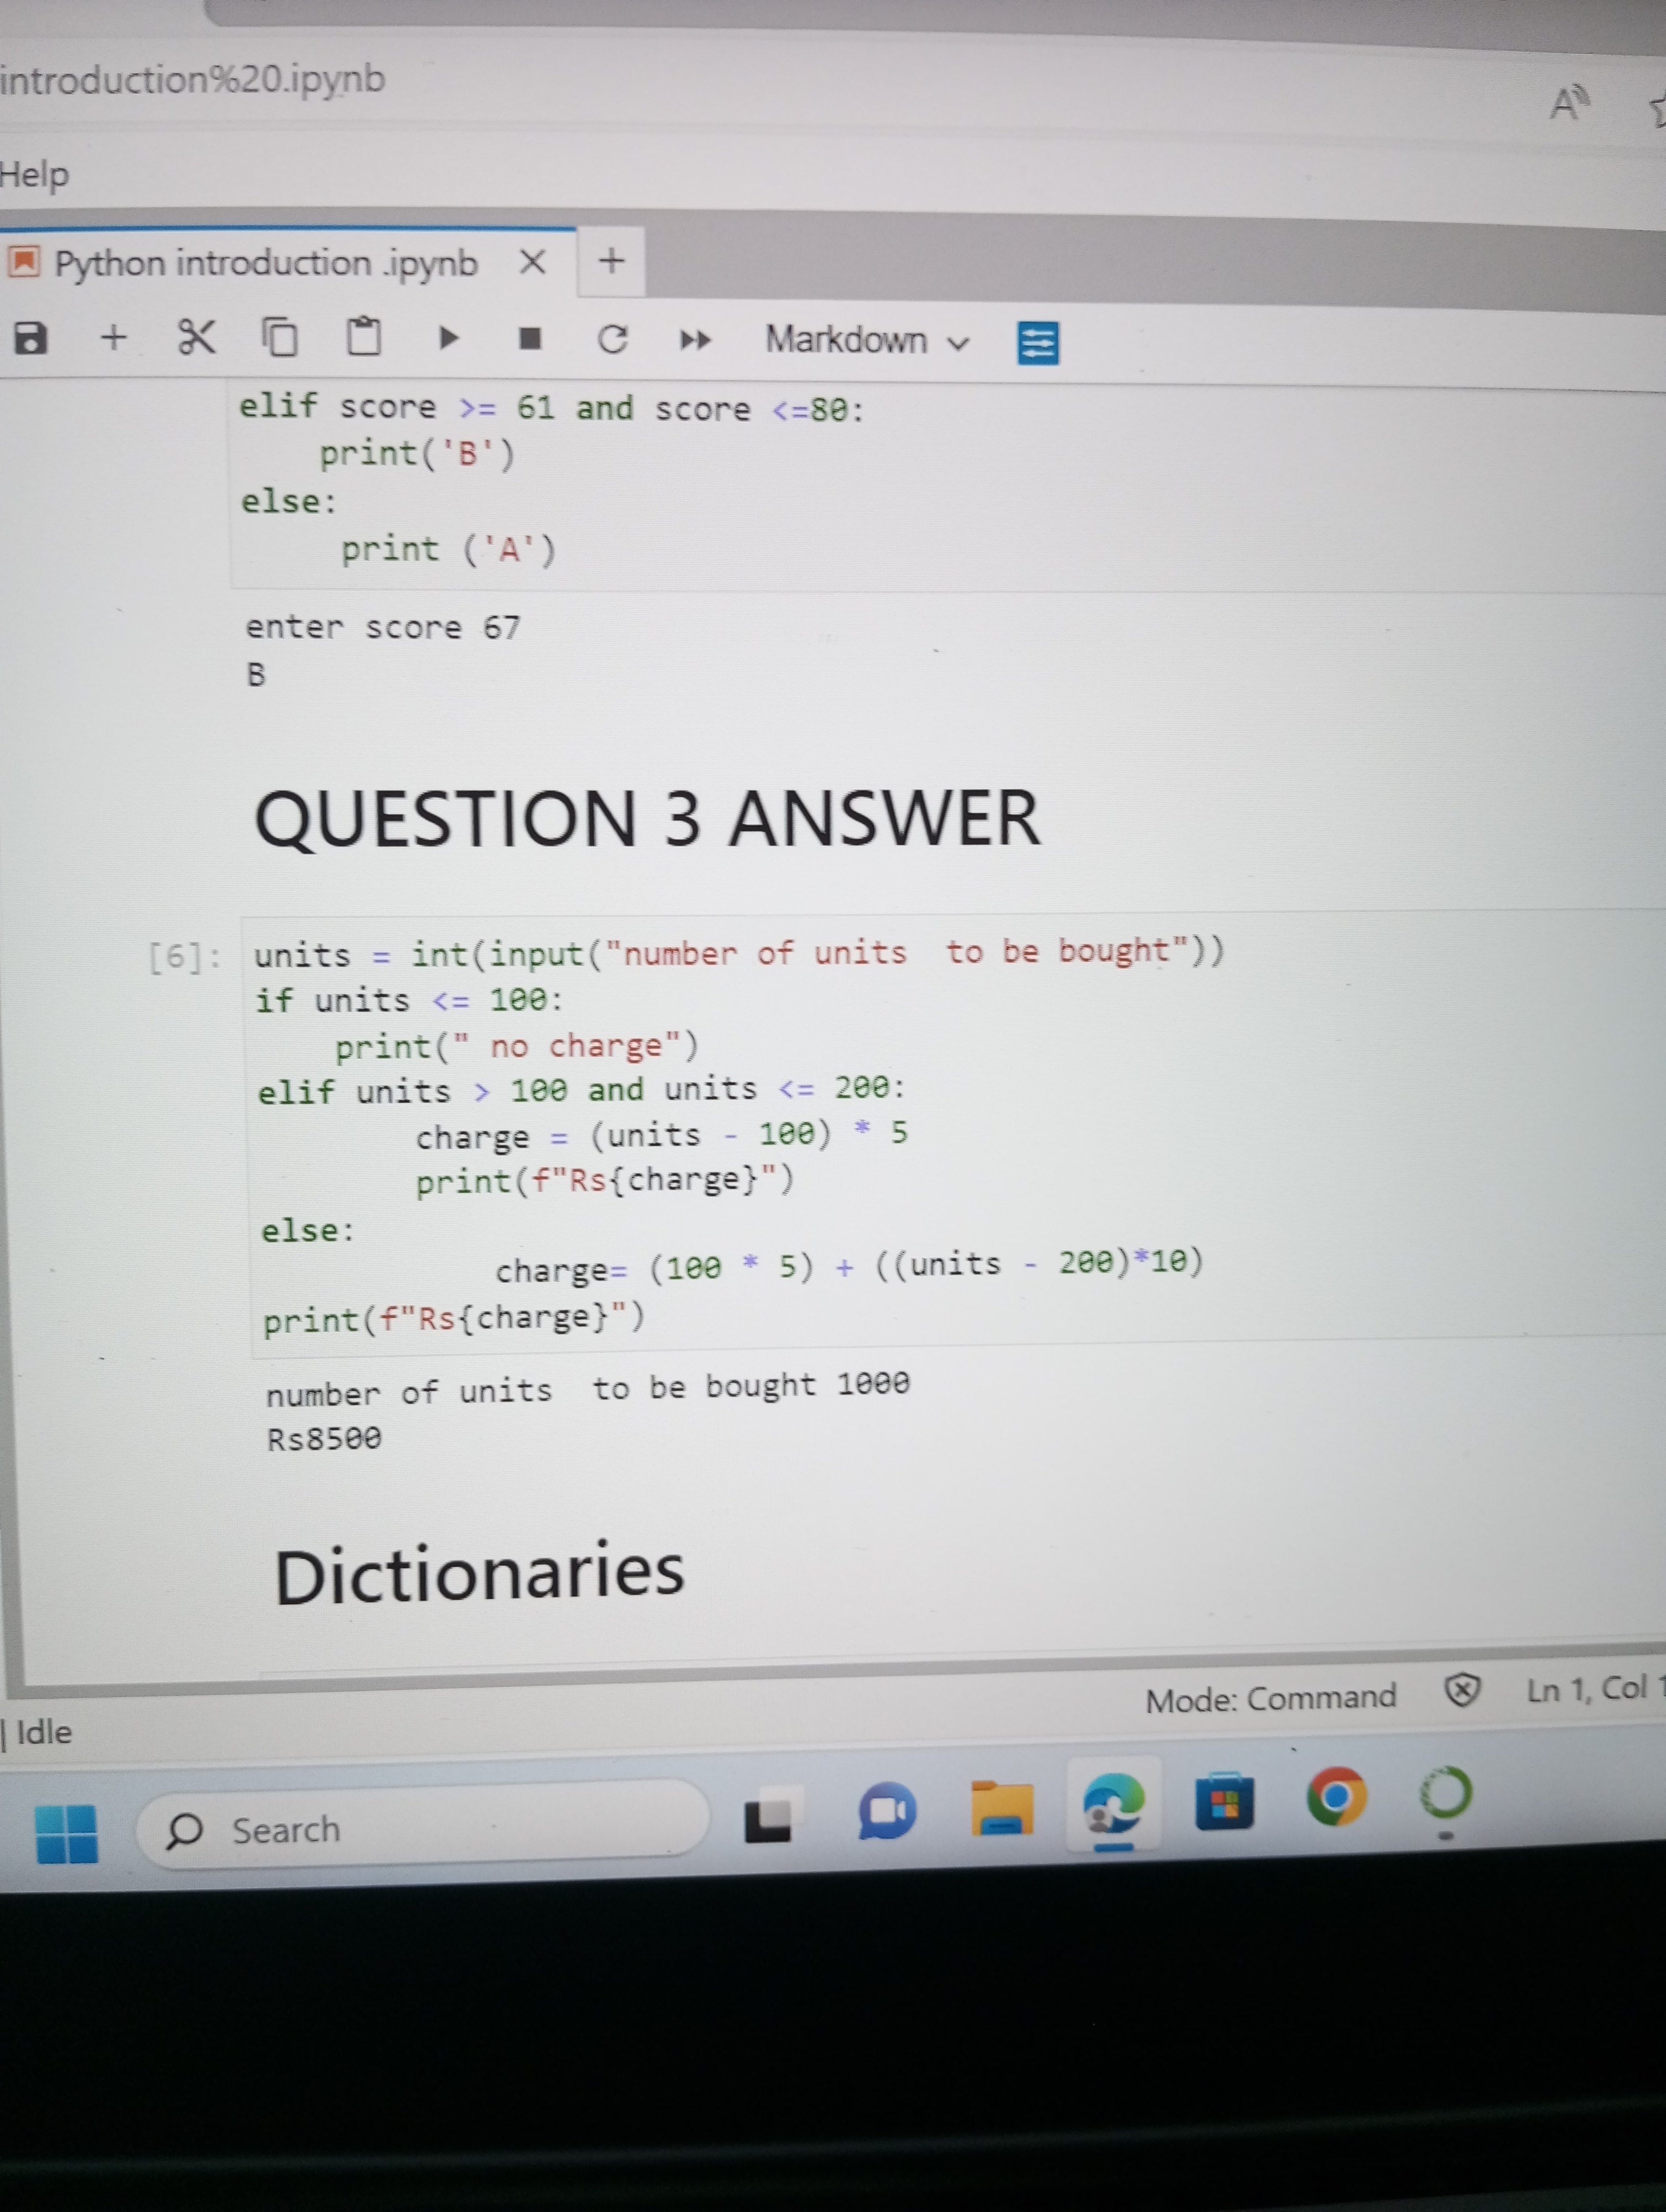 introduction%20.ipynb
Help
Python introduction .ipynb
Markdown
elif score >= 61 and score <=80:
    print('B')
else:
     print ('A')
enter score 67
B
QUESTION 3 ANSWER
[6]: units = int(input("number of units  to be bought"))
if units <= 100:
    print(" no charge")
elif units > 100 and units <= 200:
        charge = (units - 100) * 5
        print(f"Rs{charge}")
else:
            charge= (100 * 5) + ((units - 200)*10)
print(f"Rs{charge}")
number of units  to be bought 1000
Rs8500
Dictionaries
| Idle
Mode: Command
Ln 1, Col 1
Search